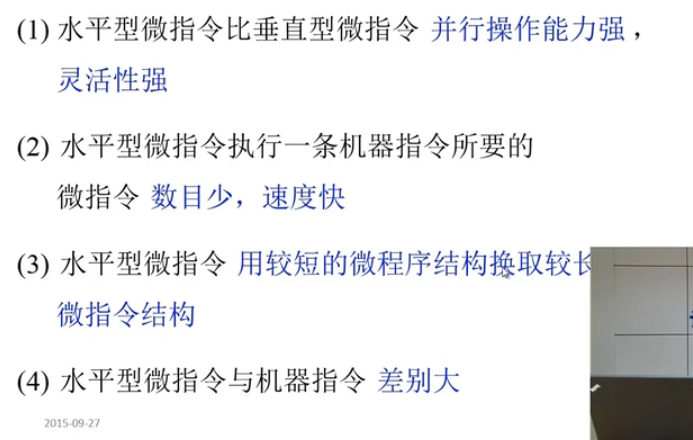 (1) 水平型微指令比垂直型微指令 并行操作能力强，
灵活性强
(2) 水平型微指令执行一条机器指令所要的
微指令 数目少，速度快
(3) 水平型微指令 用较短的微程序结构换取较长
微指令结构
(4) 水平型微指令与机器指令 差别大
2015-09-27